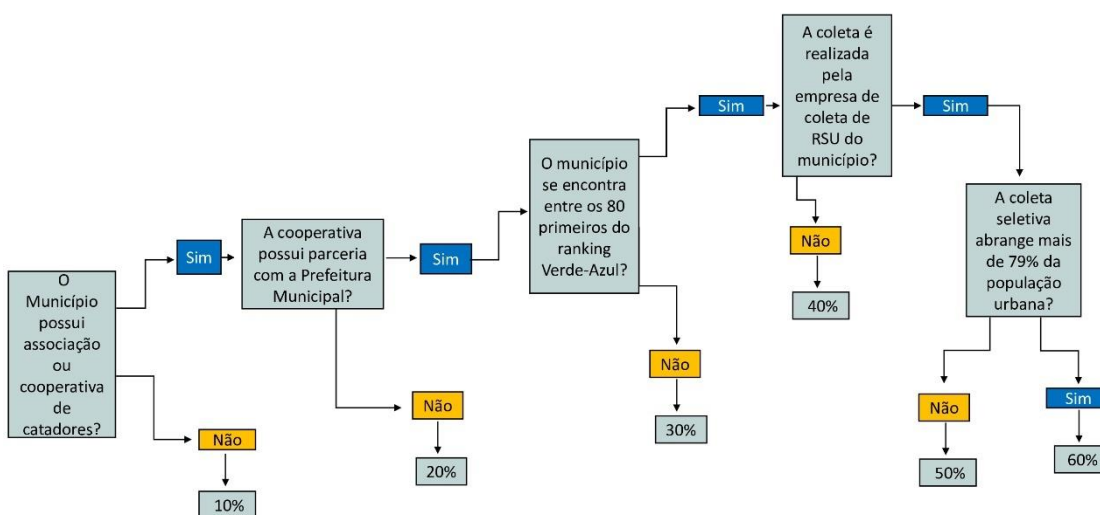 O
Município
possui
associação
ou
cooperativa
de
catadores?
Sim
Não
10%
A cooperativa
possui parceria
com a Prefeitura
Municipal?
Sim
Não
20%
O município
se encontra
entre os 80
primeiros do
ranking
Verde-Azul?
Sim
Não
30%
A coleta é
realizada
pela
empresa de
coleta de
RSU do
município?
Sim
Não
40%
A coleta
seletiva
abrange mais
de 79% da
população
urbana?
Não
50%
Sim
60%